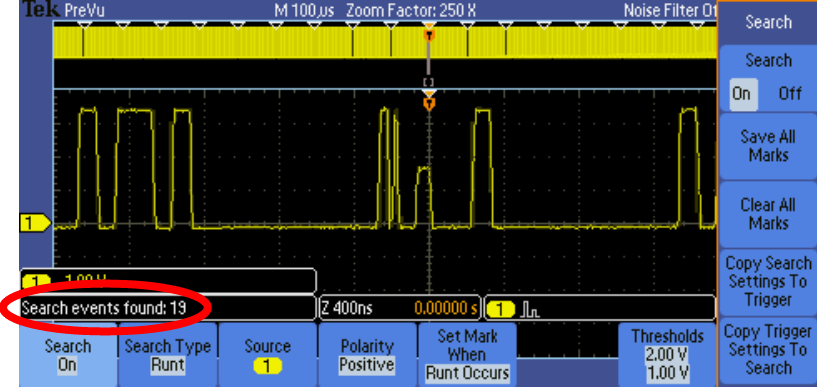 Tek PreVu M 100µs Zoom Factor: 250 X Noise Filter Of
Search
Search
On Off
Save All
Marks
Clear All
Marks
Copy Search
Settings To
Trigger
Copy Trigger
Settings To
Search
T
T
1
1 1.00 V
Search events found: 19
Z 400ns 0.00000 s 1
Search
On
Search Type
Runt
Source
1
Polarity
Positive
Set Mark
When
Runt Occurs
Thresholds
2.00 V
1.00 V